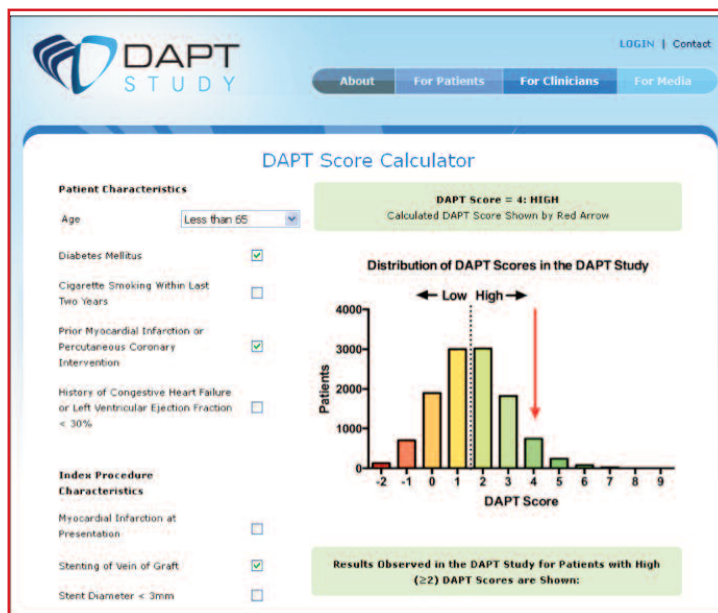 DAPT
STUDY
LOGIN | Contact
About For Patients For Clinicians For Media
DAPT Score Calculator
Patient Characteristics
Age Less than 65
Diabetes Mellitus
Cigarette Smoking Within Last
Two Years
Prior Myocardial Infarction or
Percutaneous Coronary
Intervention
History of Congestive Heart Failure
or Left Ventricular Ejection Fraction
< 30%
Index Procedure
Characteristics
Myocardial Infarction at
Presentation
Stenting of Vein of Graft
Stent Diameter < 3mm
DAPT Score = 4: HIGH
Calculated DAPT Score Shown by Red Arrow
Distribution of DAPT Scores in the DAPT Study
Low High
4000
3000
2000
1000
0
Patients
-2 -1 0 1 2 3 4 5 6 7 8 9
DAPT Score
Results Observed in the DAPT Study for Patients with High
(≥2) DAPT Scores are Shown: